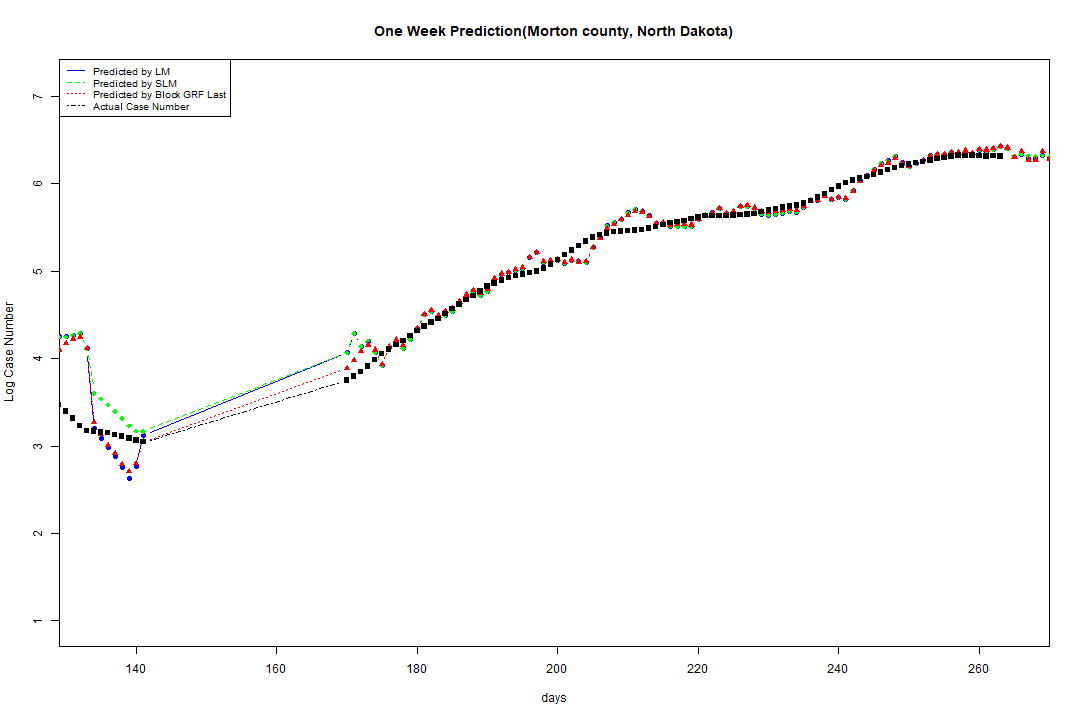 One Week Prediction(Morton county, North Dakota)
Predicted by LM
Predicted by SLM
Predicted by Block GRF Last
Actual Case Number
7
6
5
4
3
2
1
Log Case Number
140 160 180 200 220 240 260
days